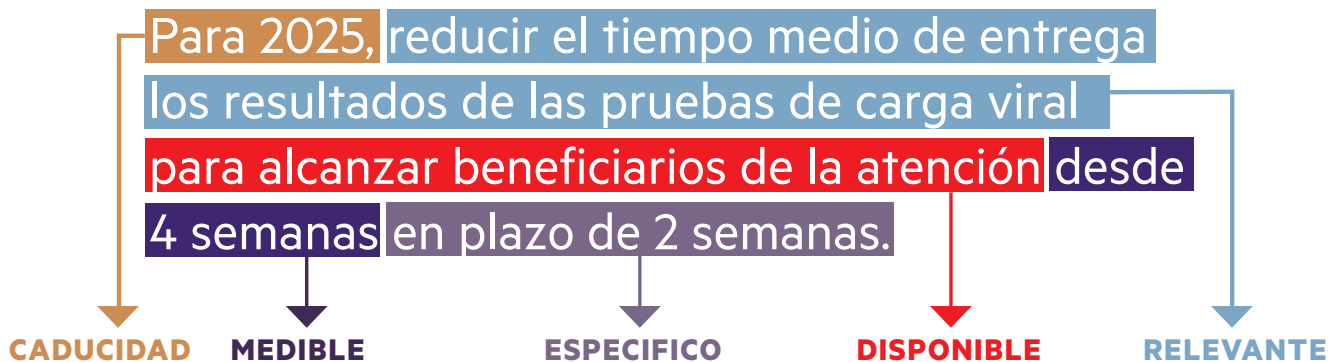 Para 2025, reducir el tiempo medio de entrega
los resultados de las pruebas de carga viral
para alcanzar beneficiarios de la atención desde
4 semanas en plazo de 2 semanas.
CADUCIDAD MEDIBLE ESPECIFICO DISPONIBLE RELEVANTE